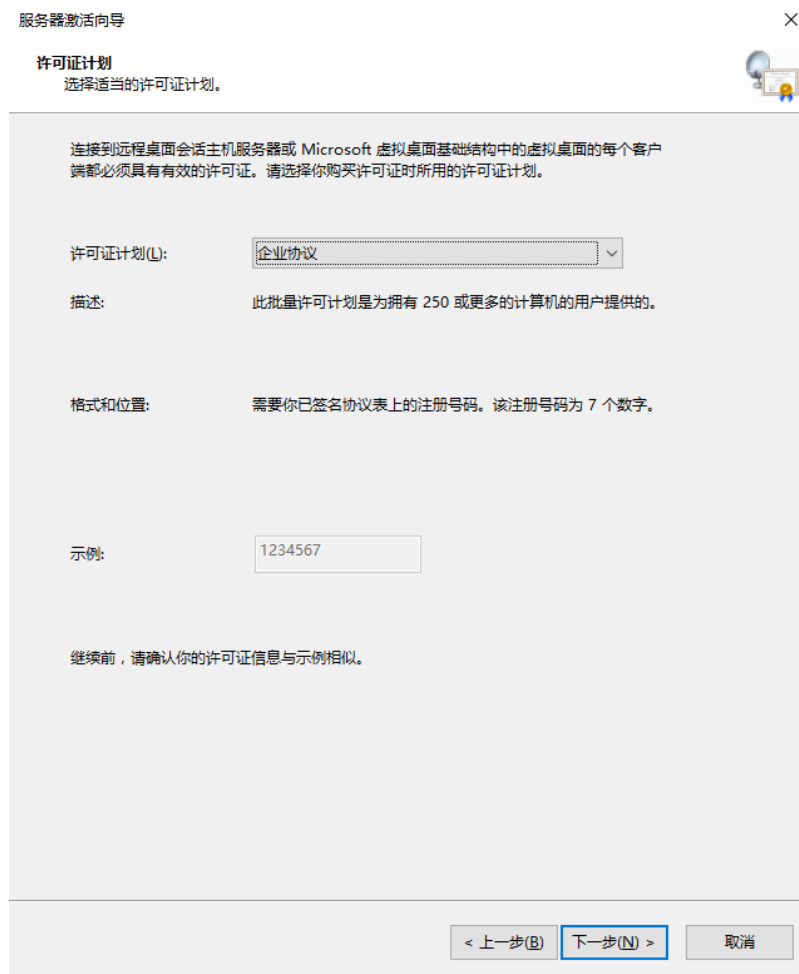 服务器激活向导
许可证计划
选择适当的许可证计划。
连接到远程桌面会话主机服务器或 Microsoft 虚拟桌面基础结构中的虚拟桌面的每个客户
端都必须具有有效的许可证。请选择你购买许可证时所用的许可证计划。
许可证计划(L): 企业协议
描述: 此批量许可计划是为拥有 250 或更多的计算机的用户提供的。
格式和位置: 需要你已签名协议表上的注册号码。该注册号码为 7 个数字。
示例: 1234567
继续前，请确认你的许可证信息与示例相似。
< 上一步(B) 下一步(N) > 取消